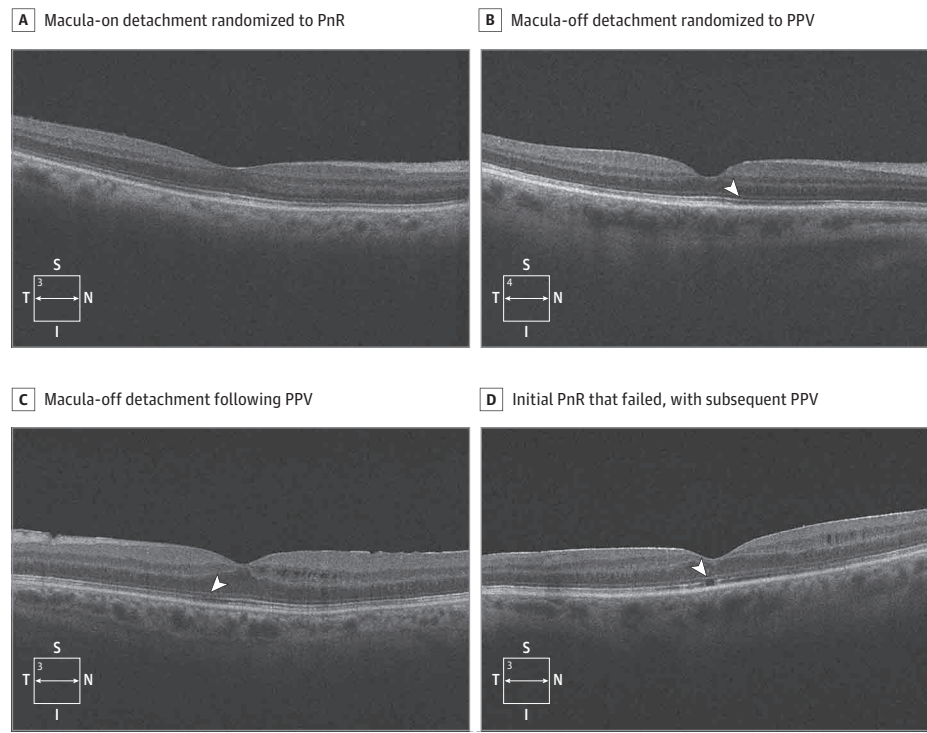 A Macula-on detachment randomized to PnR
S
3
T N
I
B Macula-off detachment randomized to PPV
S
4
T N
I
C Macula-off detachment following PPV
S
3
T N
I
D Initial PnR that failed, with subsequent PPV
S
3
T N
I